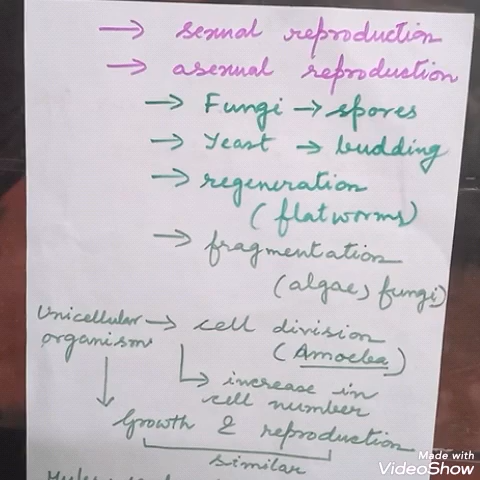 → sexual reproduction
→ asexual reproduction
→ Fungi → spores
→ Yeast → budding
→ regeneration
(flatworms)
→ fragmentation
(algae, fungi)
Unicellular → cell division
organisms (Amoeba)
↳ increase in
cell number
Growth & reproduction
similar
Made with
VideoShow